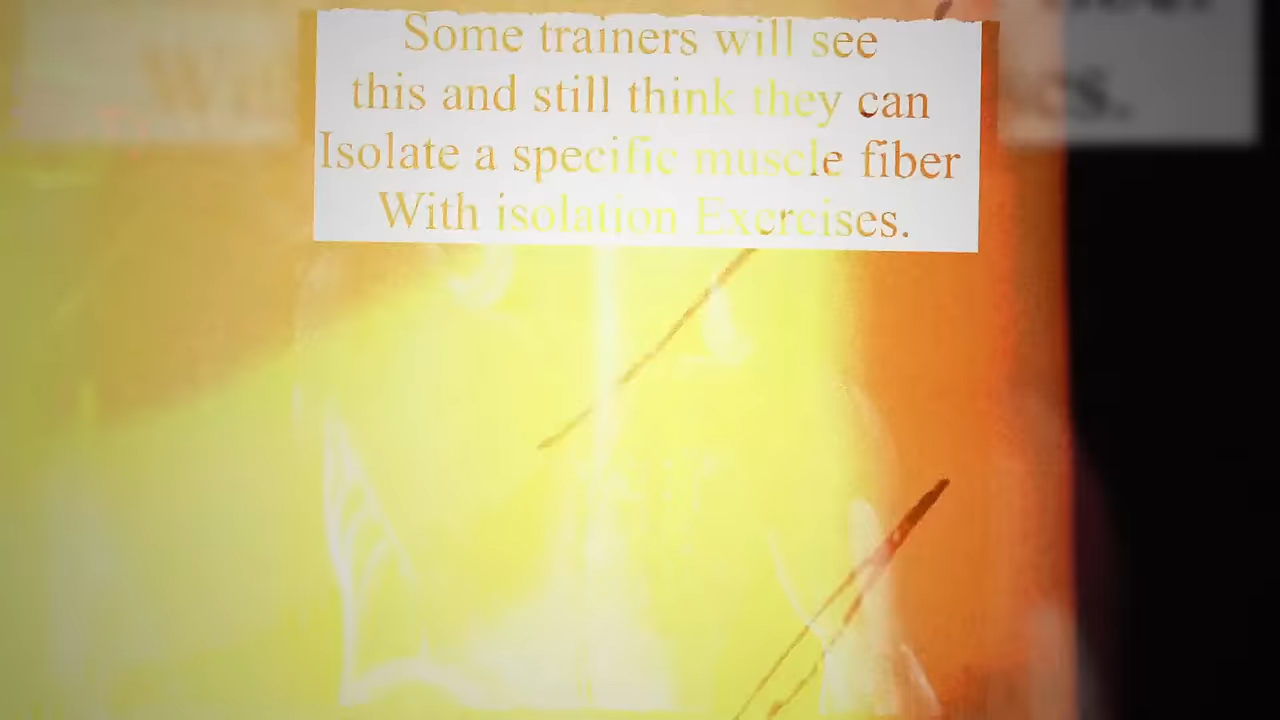 Some trainers will see
this and still think they can
Isolate a specific muscle fiber
With isolation Exercises.